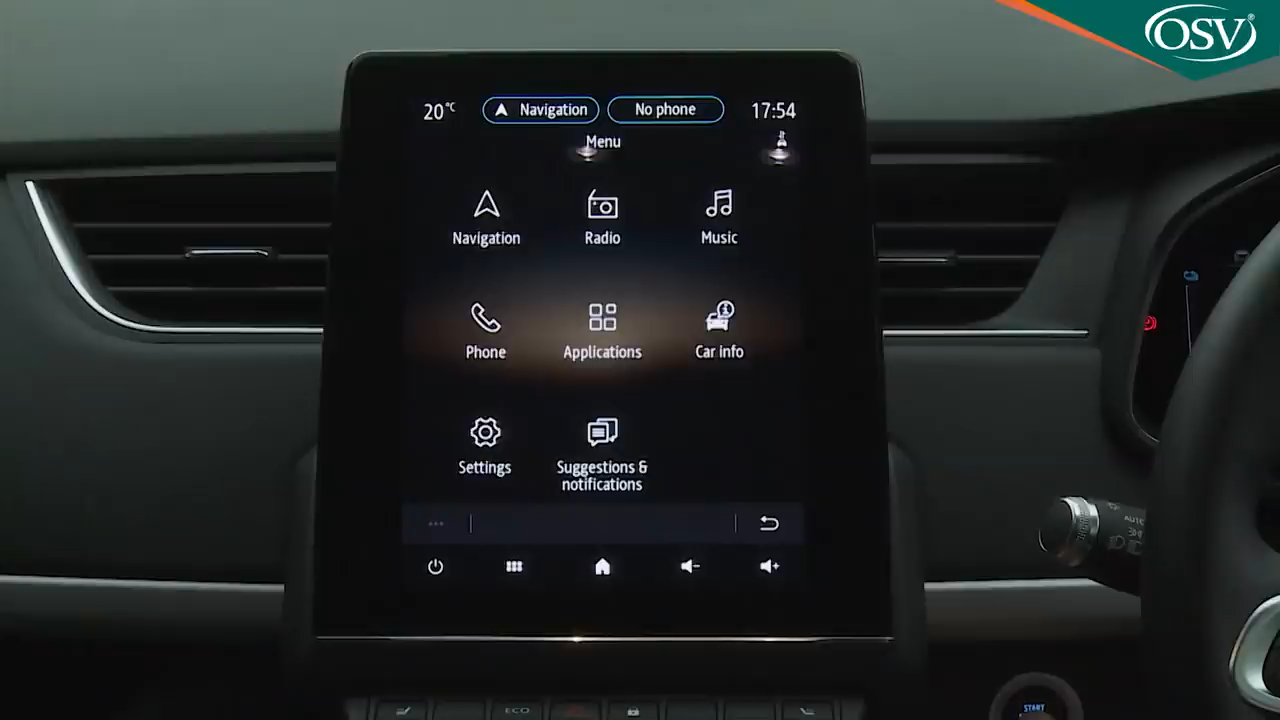 OSV®
20°C
Navigation
No phone
17:54
Menu
Navigation
Radio
Music
Phone
Applications
Car info
Settings
Suggestions &
notifications
AUTO
ECO
START